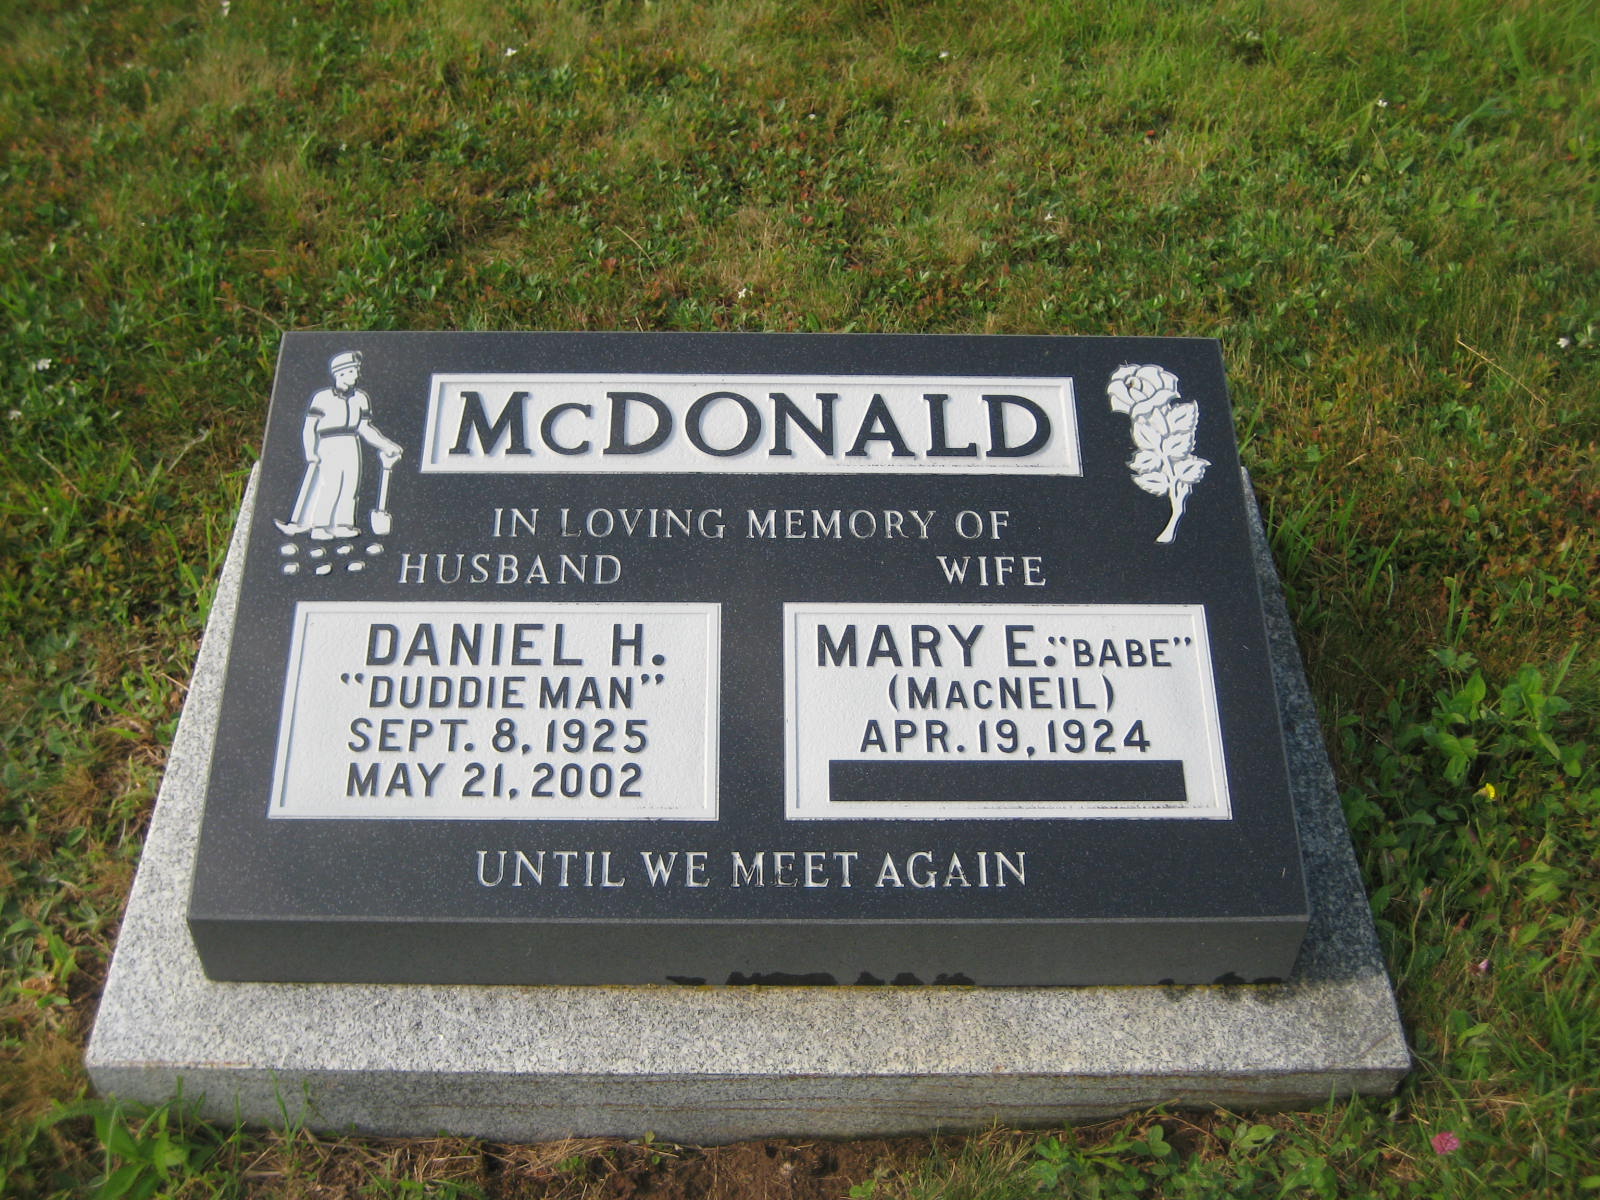 McDONALD
IN LOVING MEMORY OF
HUSBAND WIFE
DANIEL H.
"DUDDIE MAN"
SEPT. 8, 1925
MAY 21, 2002
MARY E. "BABE"
(MACNEIL)
APR. 19, 1924
UNTIL WE MEET AGAIN